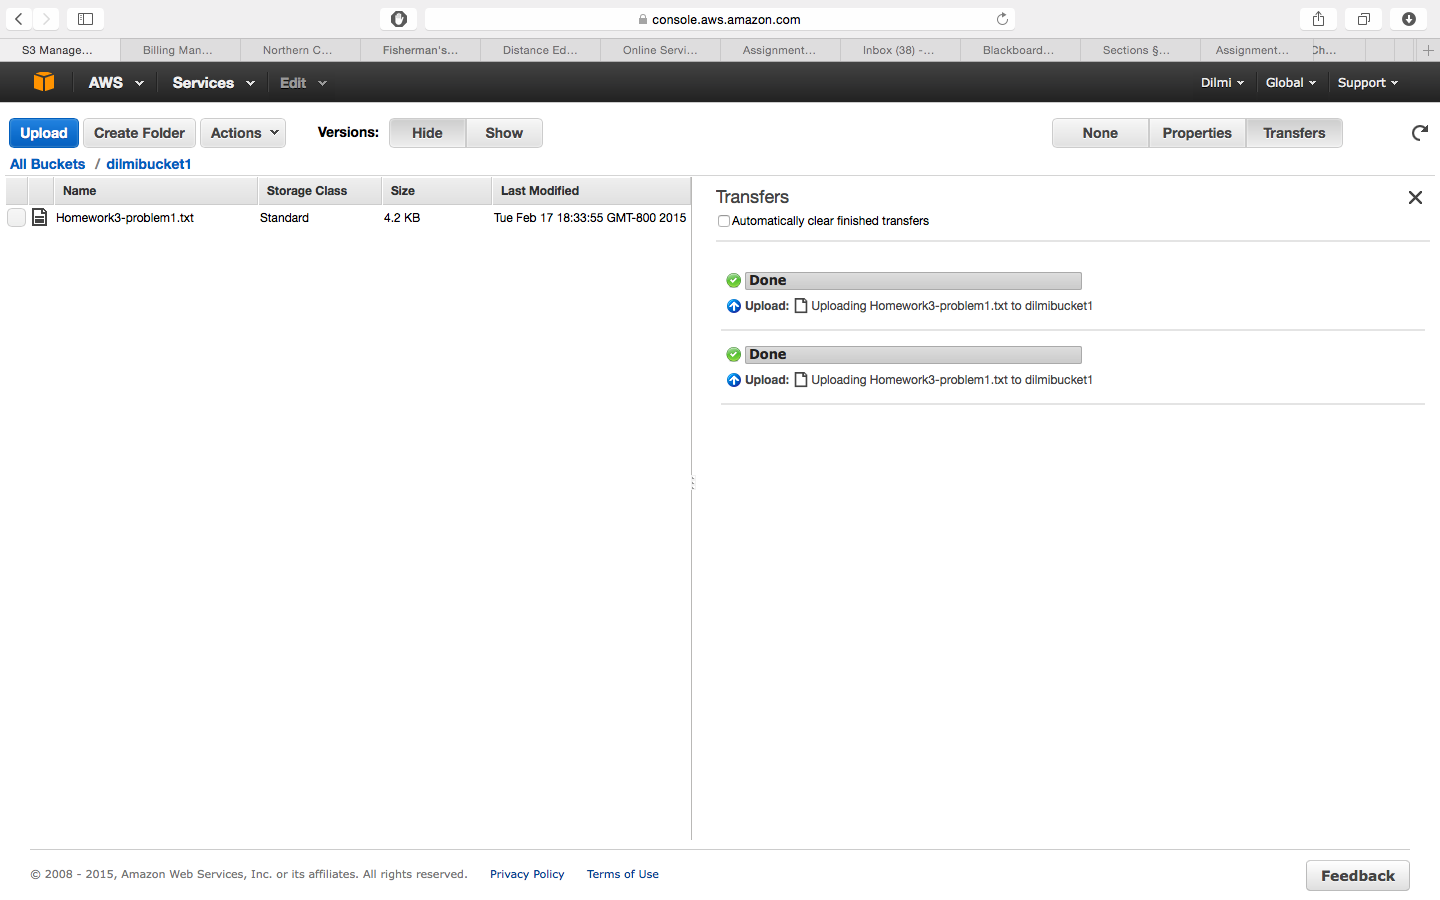 console.aws.amazon.com
S3 Manage... Billing Man... Northern C... Fisherman's... Distance Ed... Online Servi... Assignment... Inbox (38) -... Blackboard... Sections §... Assignment... Ch...
AWS Services Edit Dilmi Global Support
Upload Create Folder Actions Versions: Hide Show None Properties Transfers
All Buckets / dilmibucket1
Name Storage Class Size Last Modified
Homework3-problem1.txt Standard 4.2 KB Tue Feb 17 18:33:55 GMT-800 2015
Transfers
Automatically clear finished transfers
Done
Upload: Uploading Homework3-problem1.txt to dilmibucket1
Done
Upload: Uploading Homework3-problem1.txt to dilmibucket1
© 2008 - 2015, Amazon Web Services, Inc. or its affiliates. All rights reserved. Privacy Policy Terms of Use Feedback